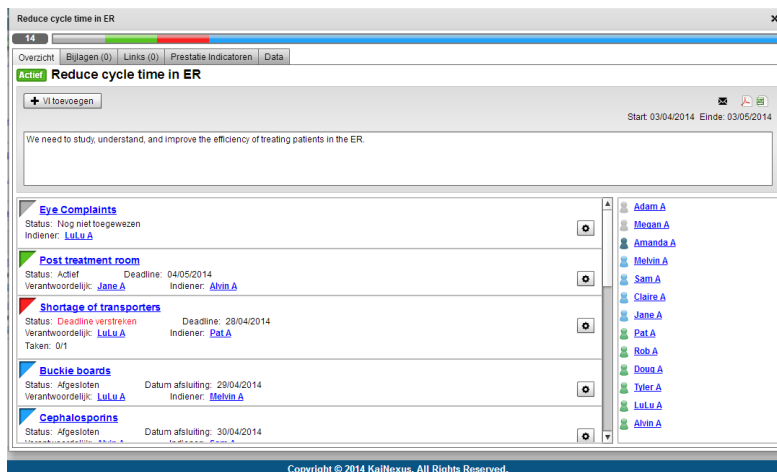 Reduce cycle time in ER
14
Overzicht Bijlagen (0) Links (0) Prestatie Indicatoren Data
Actief Reduce cycle time in ER
VI toevoegen
Start: 03/04/2014 Einde: 03/05/2014
We need to study, understand, and improve the efficiency of treating patients in the ER.
Eye Complaints
Status: Nog niet toegewezen
Indiener: LuLu A
Post treatment room
Status: Actief Deadline: 04/05/2014
Verantwoordelijk: Jane A Indiener: Alvin A
Shortage of transporters
Status: Deadline verstreken Deadline: 28/04/2014
Verantwoordelijk: LuLu A Indiener: Pat A
Taken: 0/1
Buckie boards
Status: Afgesloten Datum afsluiting: 29/04/2014
Verantwoordelijk: LuLu A Indiener: Melvin A
Cephalosporins
Status: Afgesloten Datum afsluiting: 30/04/2014
Adam A
Megan A
Amanda A
Melvin A
Sam A
Claire A
Jane A
Pat A
Rob A
Doug A
Tyler A
LuLu A
Alvin A
Copyright © 2014 KaiNexus. All Rights Reserved.